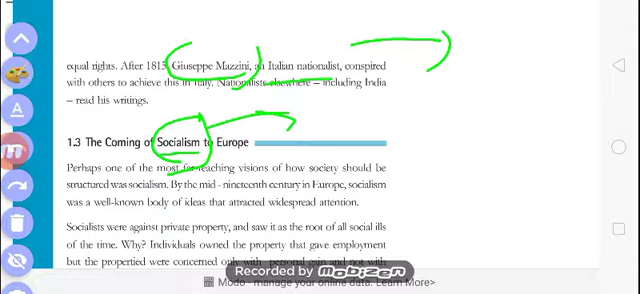 equal rights. After 1815, Giuseppe Mazzini, an Italian nationalist, conspired
with others to achieve this in Italy. Nationalists elsewhere – including India
– read his writings.
1.3 The Coming of Socialism to Europe
Perhaps one of the most far-reaching visions of how society should be
structured was socialism. By the mid - nineteenth century in Europe, socialism
was a well-known body of ideas that attracted widespread attention.
Socialists were against private property, and saw it as the root of all social ills
of the time. Why? Individuals owned the property that gave employment
but the propertied were concerned only with personal gain and not with
Recorded by mobizen
Modo - manage your online data. Learn More>